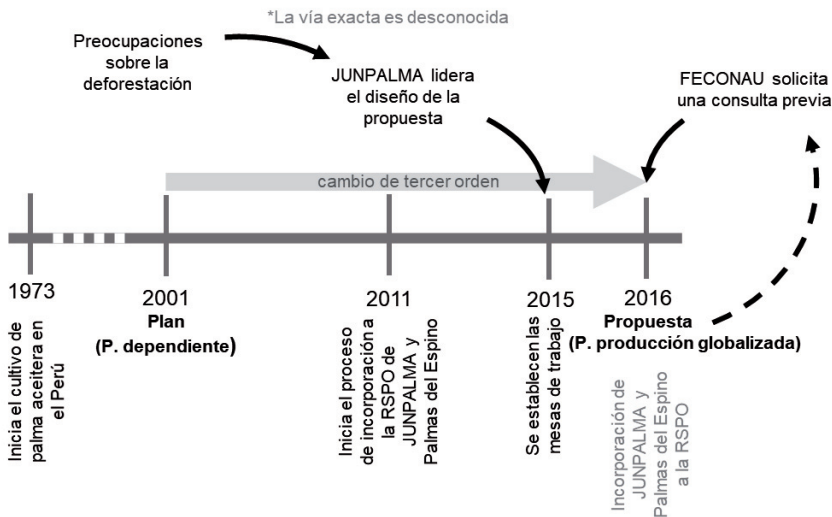 *La vía exacta es desconocida
Preocupaciones
sobre la
deforestación
JUNPALMA lidera
el diseño de la
propuesta
FECONAU solicita
una consulta previa
cambio de tercer orden
1973
Inicia el cultivo de
palma aceitera en
el Perú
2001
Plan
(P. dependiente)
2011
Inicia el proceso
de incorporación a
la RSPO de
JUNPALMA y
Palmas del Espino
2015
Se establecen las
mesas de trabajo
2016
Propuesta
(P. producción globalizada)
Incorporación de
JUNPALMA y
Palmas del Espino
a la RSPO